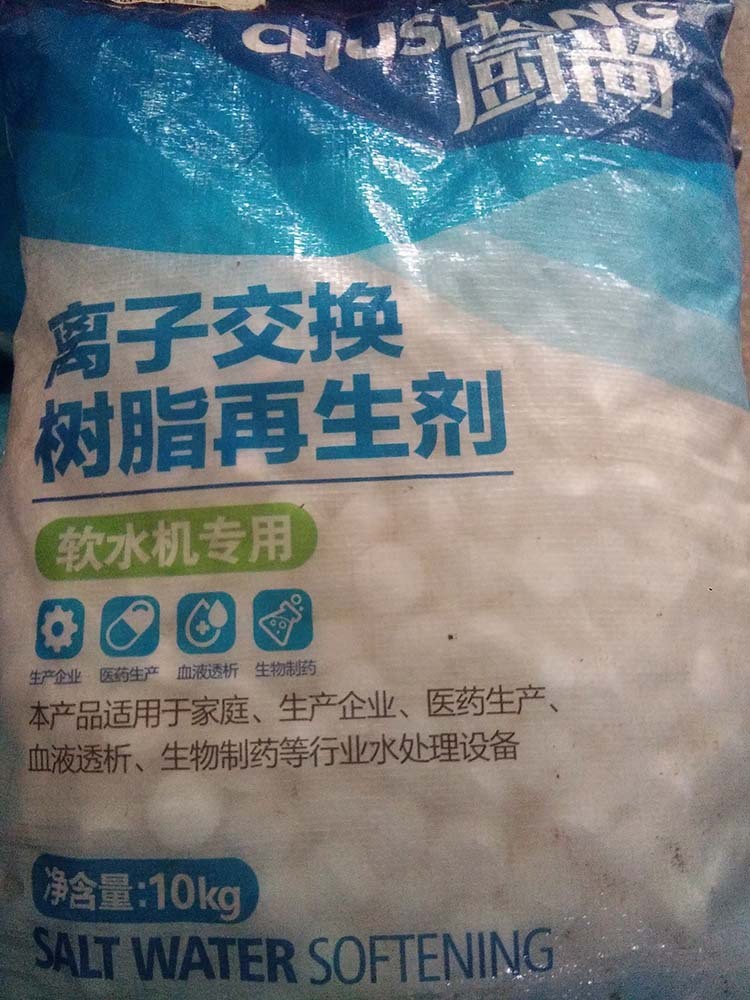 CHUSHANG
厨尚
离子交换
树脂再生剂
软水机专用
生产企业 医药生产 血液透析 生物制药
本产品适用于家庭、生产企业、医药生产、
血液透析、生物制药等行业水处理设备
净含量:10kg
SALT WATER SOFTENING